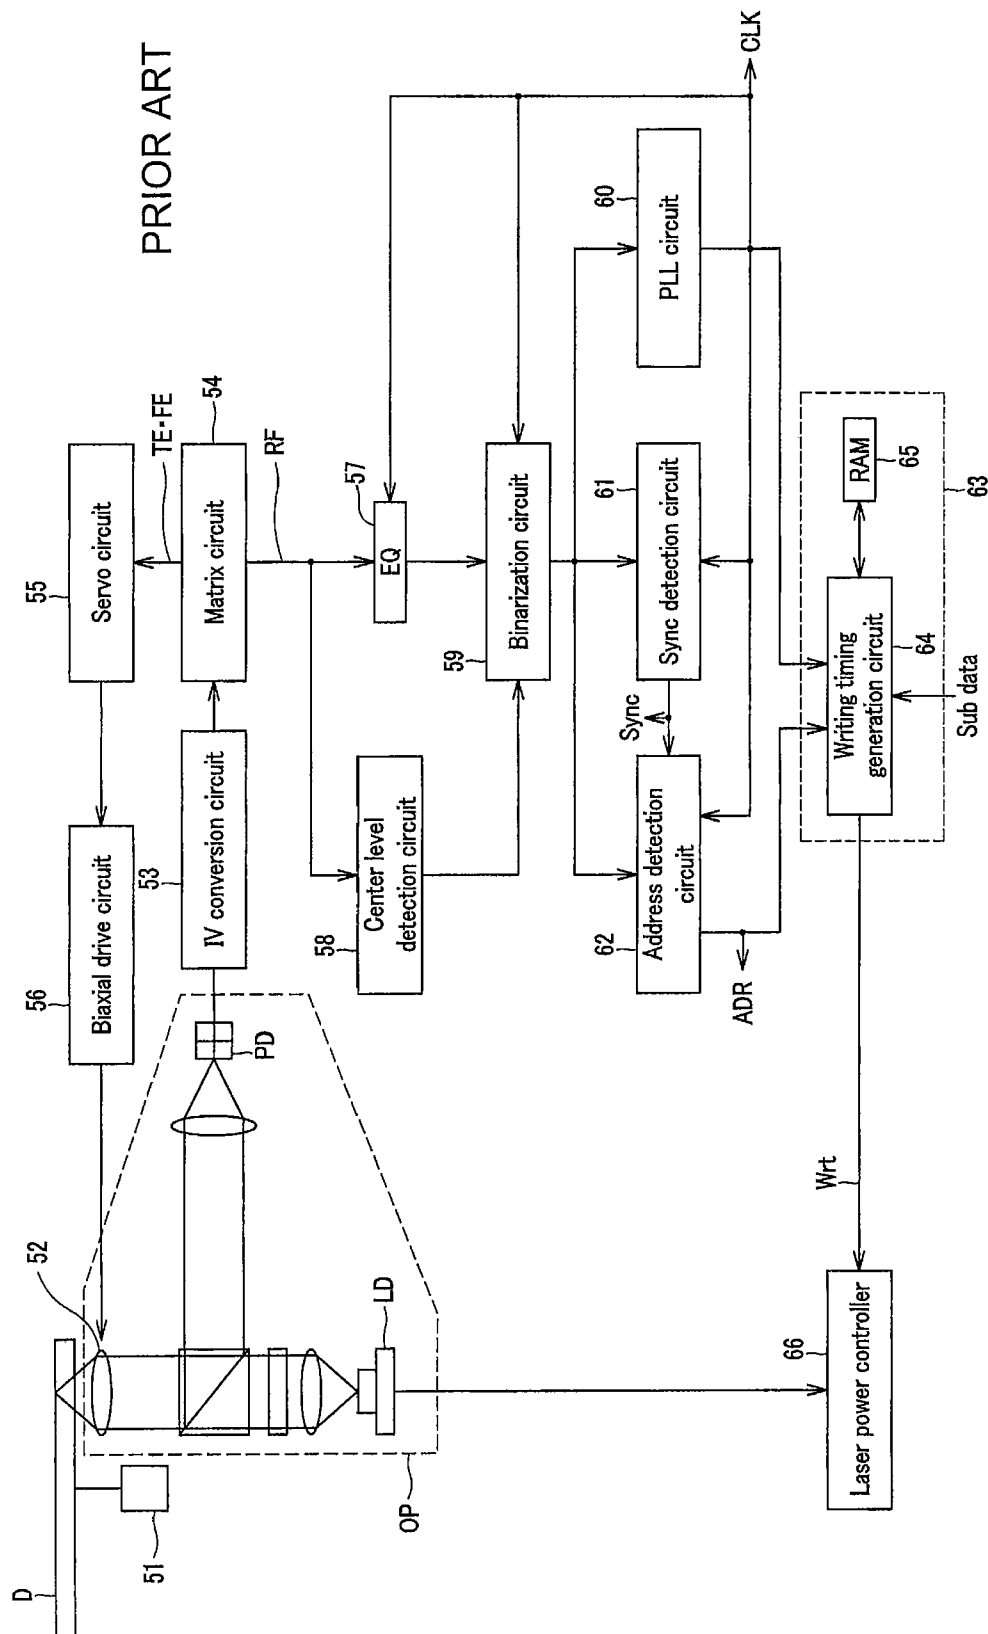 PRIOR ART
D
51
52
OP
LD
PD
56
Biaxial drive circuit
55
Servo circuit
TE·FE
53
IV conversion circuit
54
Matrix circuit
RF
57
EQ
58
Center level
detection circuit
59
Binarization circuit
60
PLL circuit
CLK
61
Sync detection circuit
Sync
62
Address detection
circuit
ADR
63
64
Writing timing
generation circuit
65
RAM
Sub data
Wrt
66
Laser power controller